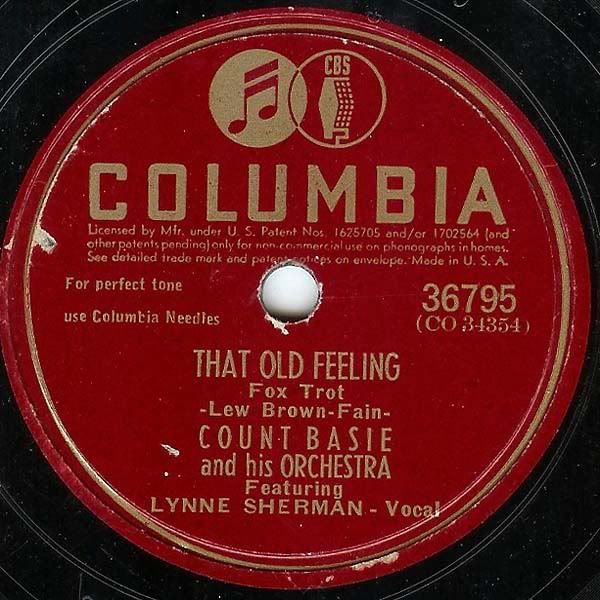 CBS
COLUMBIA
Licensed by Mfr. under U. S. Patent Nos. 1625705 and/or 1702564 (and
other patents pending) only for non-commercial use on phonographs in homes.
See detailed trade mark and patent notices on envelope. Made in U. S. A.
For perfect tone
use Columbia Needles
36795
(CO 34354)
THAT OLD FEELING
Fox Trot
-Lew Brown-Fain-
COUNT BASIE
and his ORCHESTRA
Featuring
LYNNE SHERMAN - Vocal